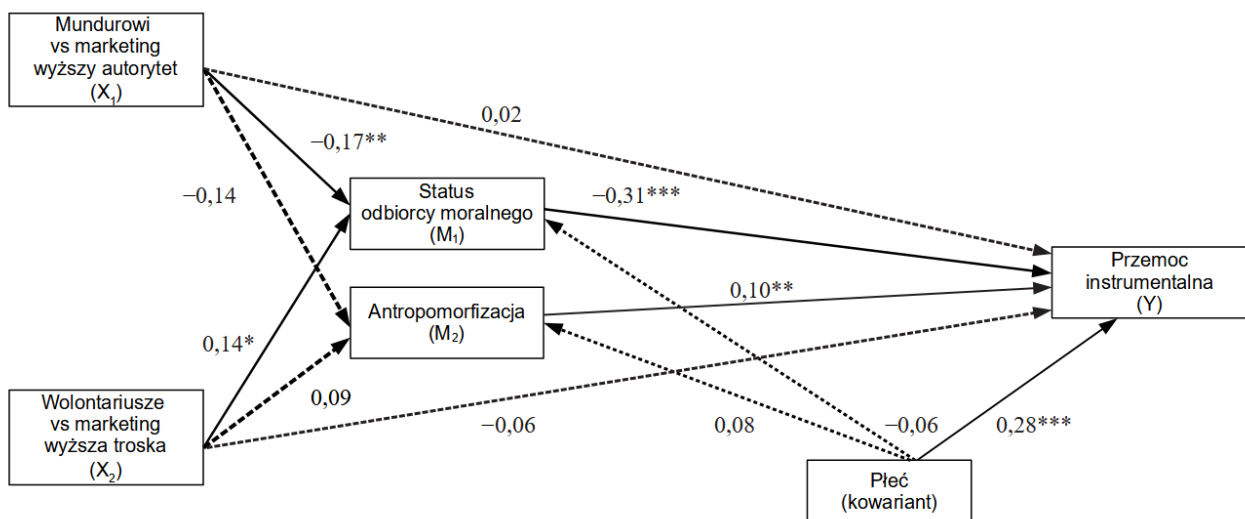 Mundurowi
vs marketing
wyższy autorytet
(X₁)
0,02
−0,17**
−0,14
Status
odbiorcy moralnego
(M₁)
−0,31***
Przemoc
instrumentalna
(Y)
Antropomorfizacja
(M₂)
0,10**
0,14*
0,09
Wolontariusze
vs marketing
wyższa troska
(X₂)
−0,06
0,08
−0,06
0,28***
Płeć
(kowariant)